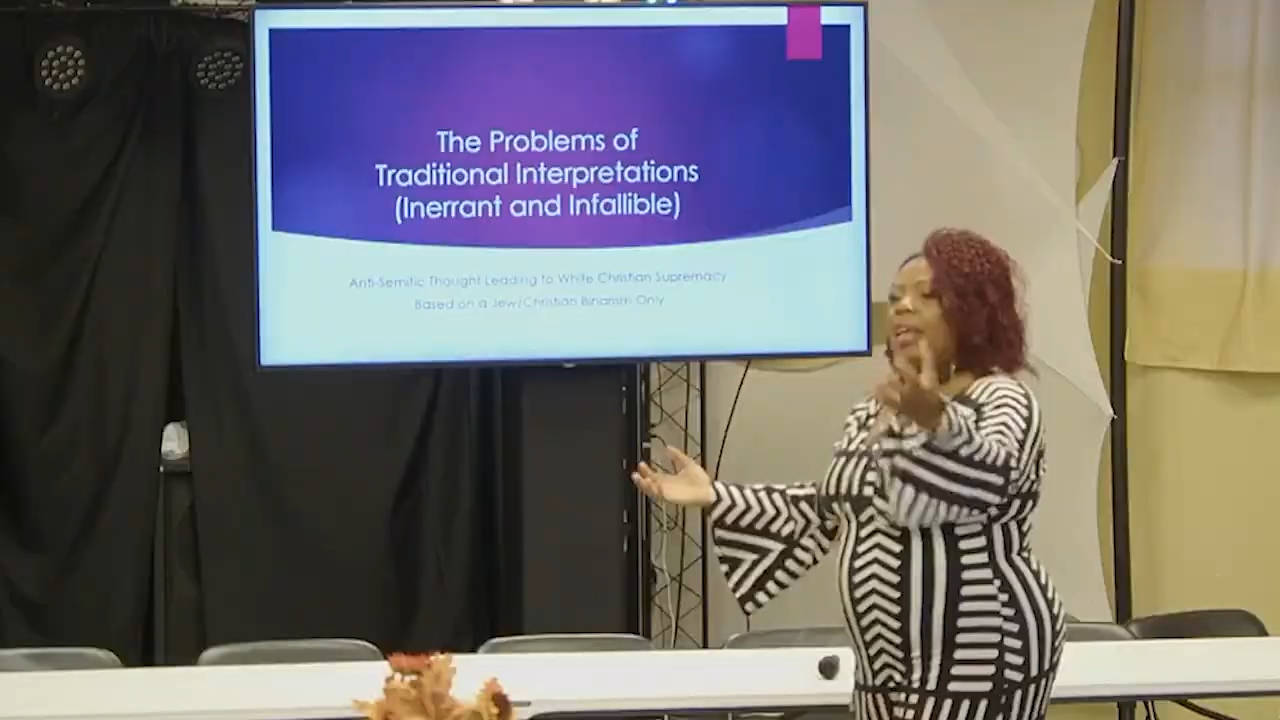 The Problems of
Traditional Interpretations
(Inerrant and Infallible)
Anti-Semitic Thought Leading to White Christian Supremacy
Based on a Jew/Christian Binarism Only